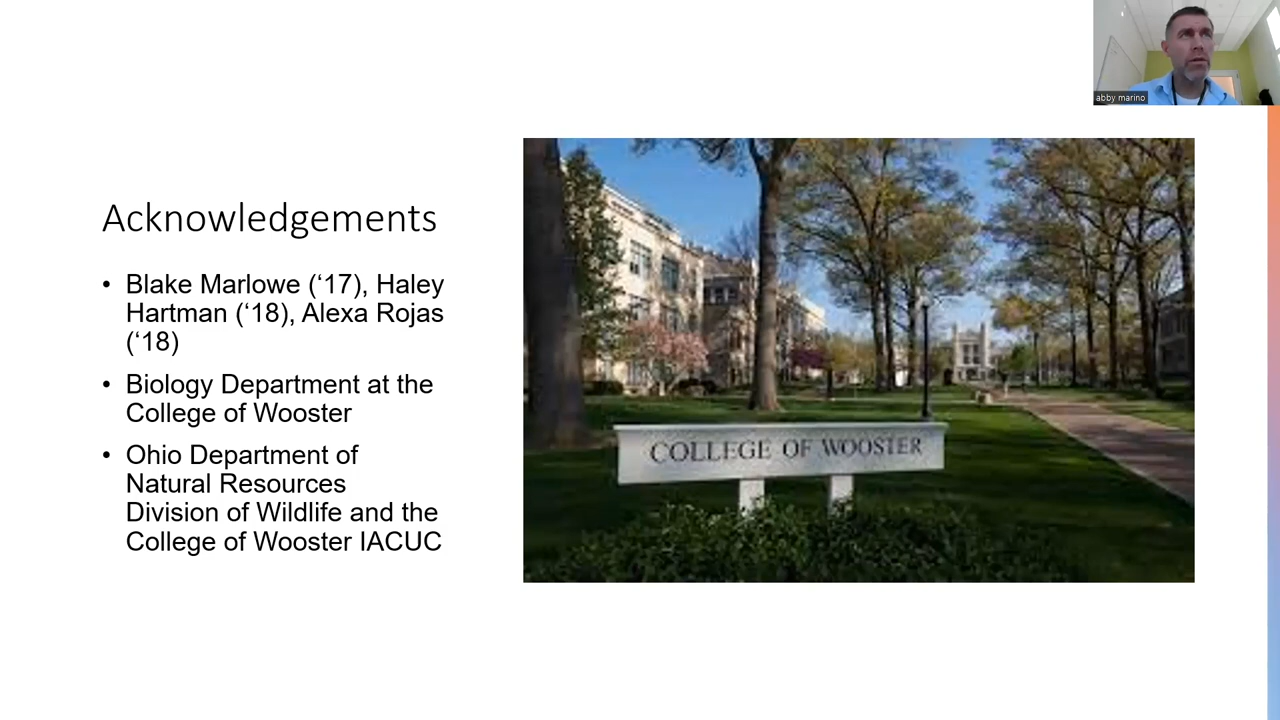 abby marino
Acknowledgements
• Blake Marlowe (‘17), Haley
Hartman (‘18), Alexa Rojas
(‘18)
• Biology Department at the
College of Wooster
• Ohio Department of
Natural Resources
Division of Wildlife and the
College of Wooster IACUC
COLLEGE OF WOOSTER